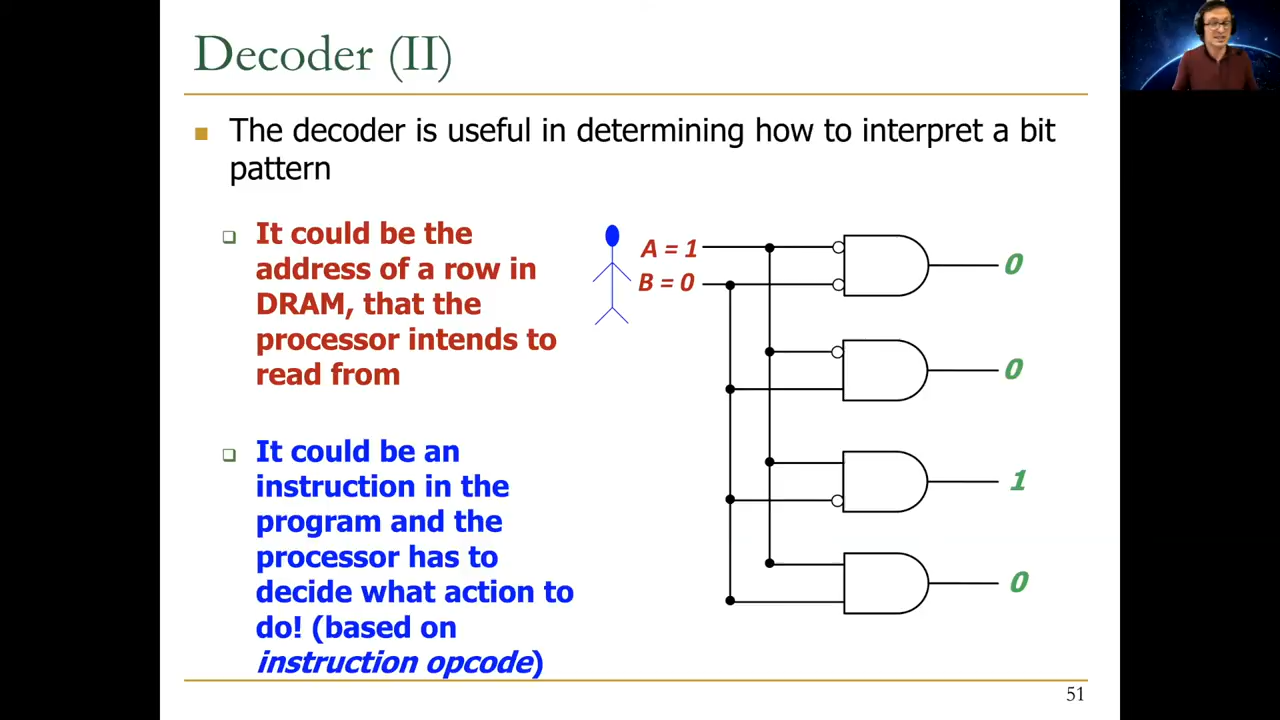 Decoder (II)
The decoder is useful in determining how to interpret a bit
pattern
It could be the
address of a row in
DRAM, that the
processor intends to
read from
It could be an
instruction in the
program and the
processor has to
decide what action to
do! (based on
instruction opcode)
A = 1
B = 0
0
0
1
0
51